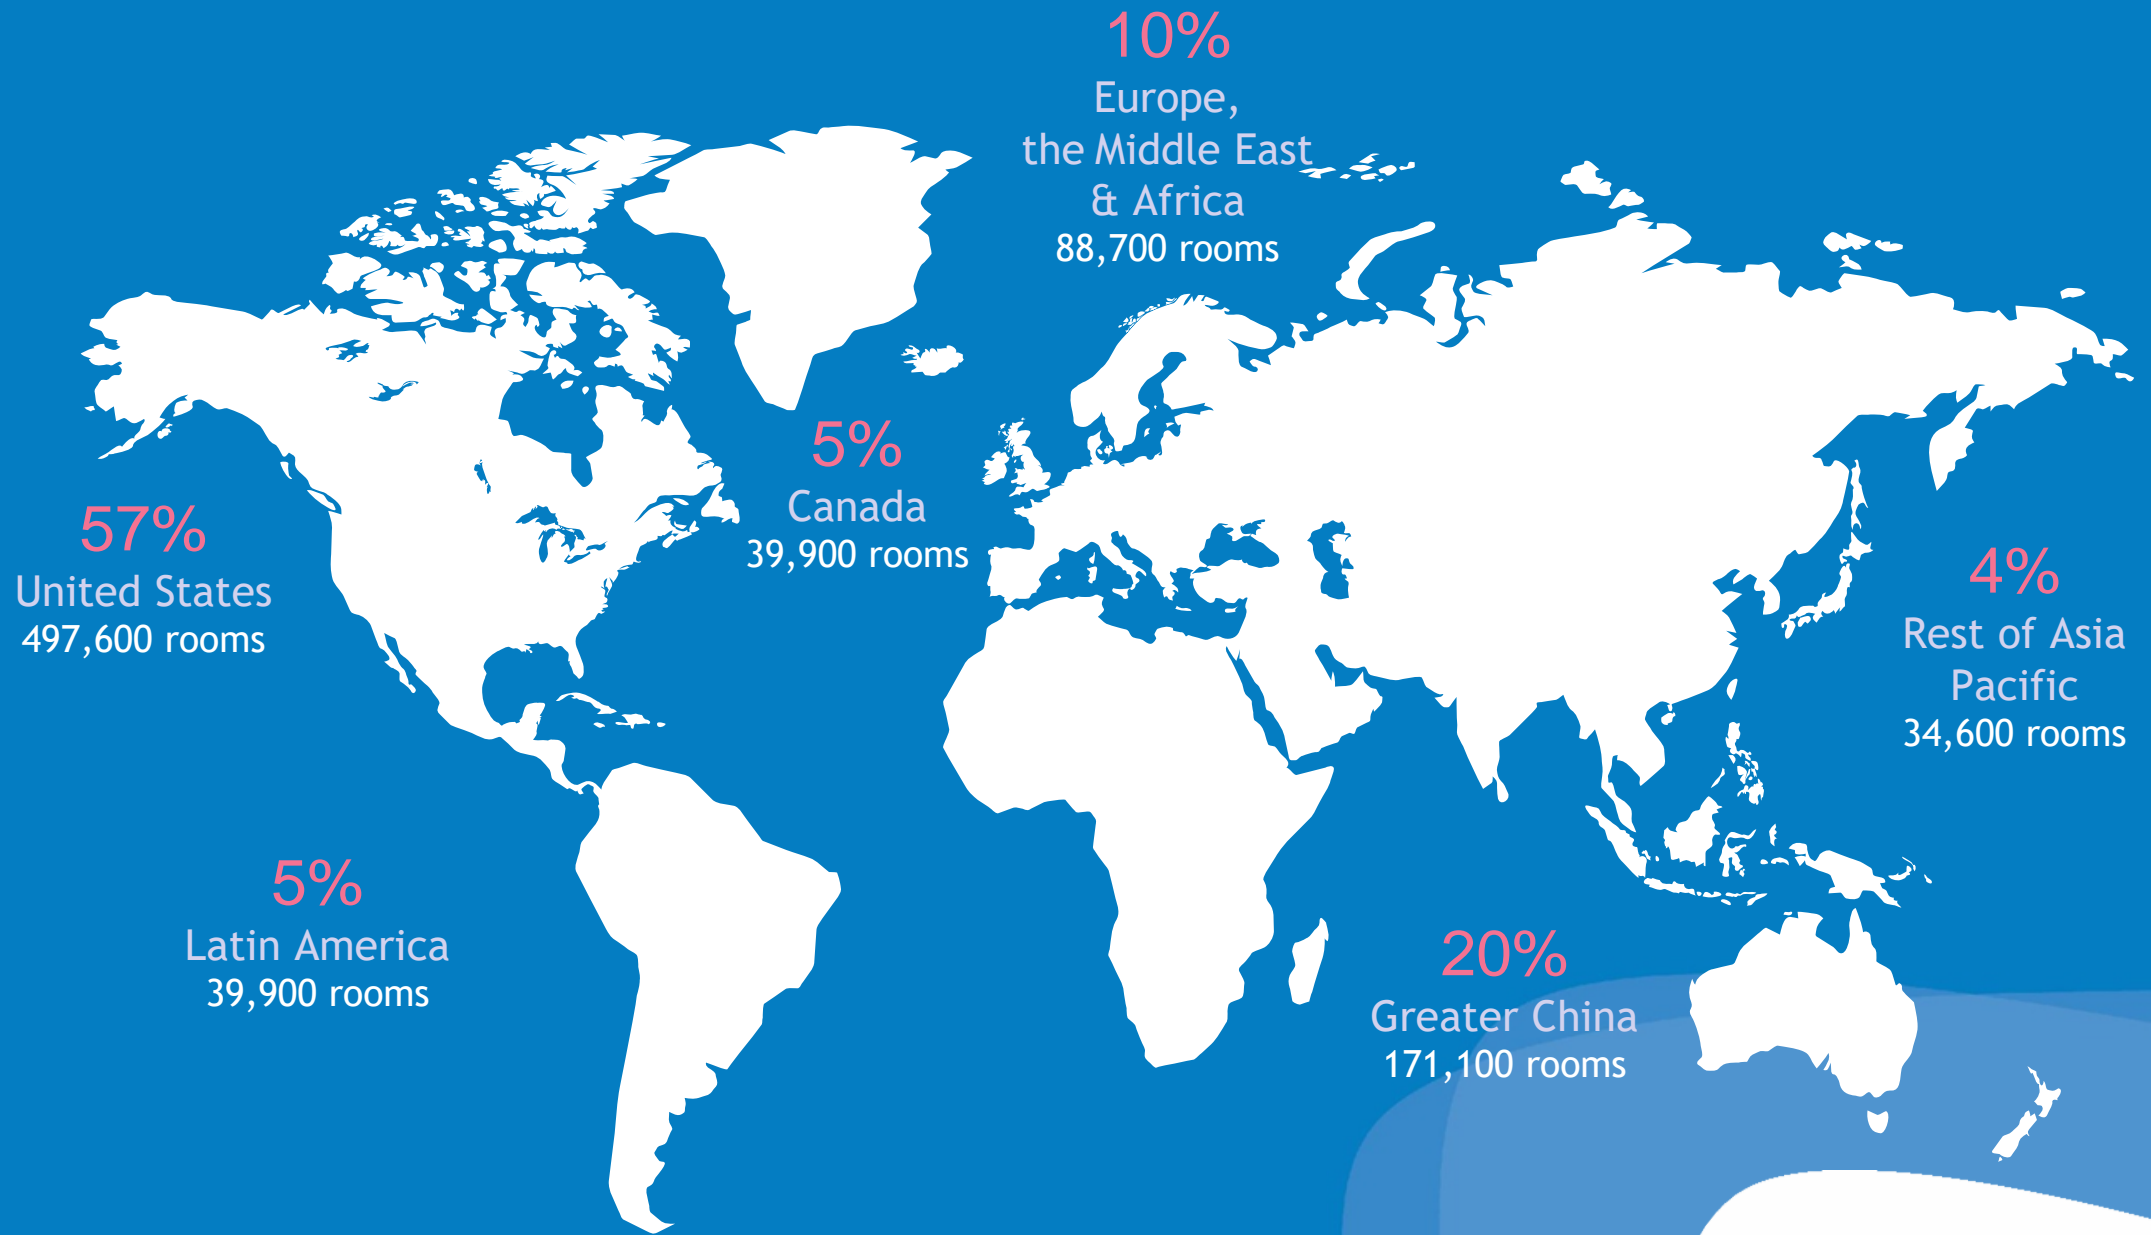 10%
Europe,
the Middle East
& Africa
88,700 rooms
5%
Canada
39,900 rooms
57%
United States
497,600 rooms
4%
Rest of Asia
Pacific
34,600 rooms
5%
Latin America
39,900 rooms
20%
Greater China
171,100 rooms